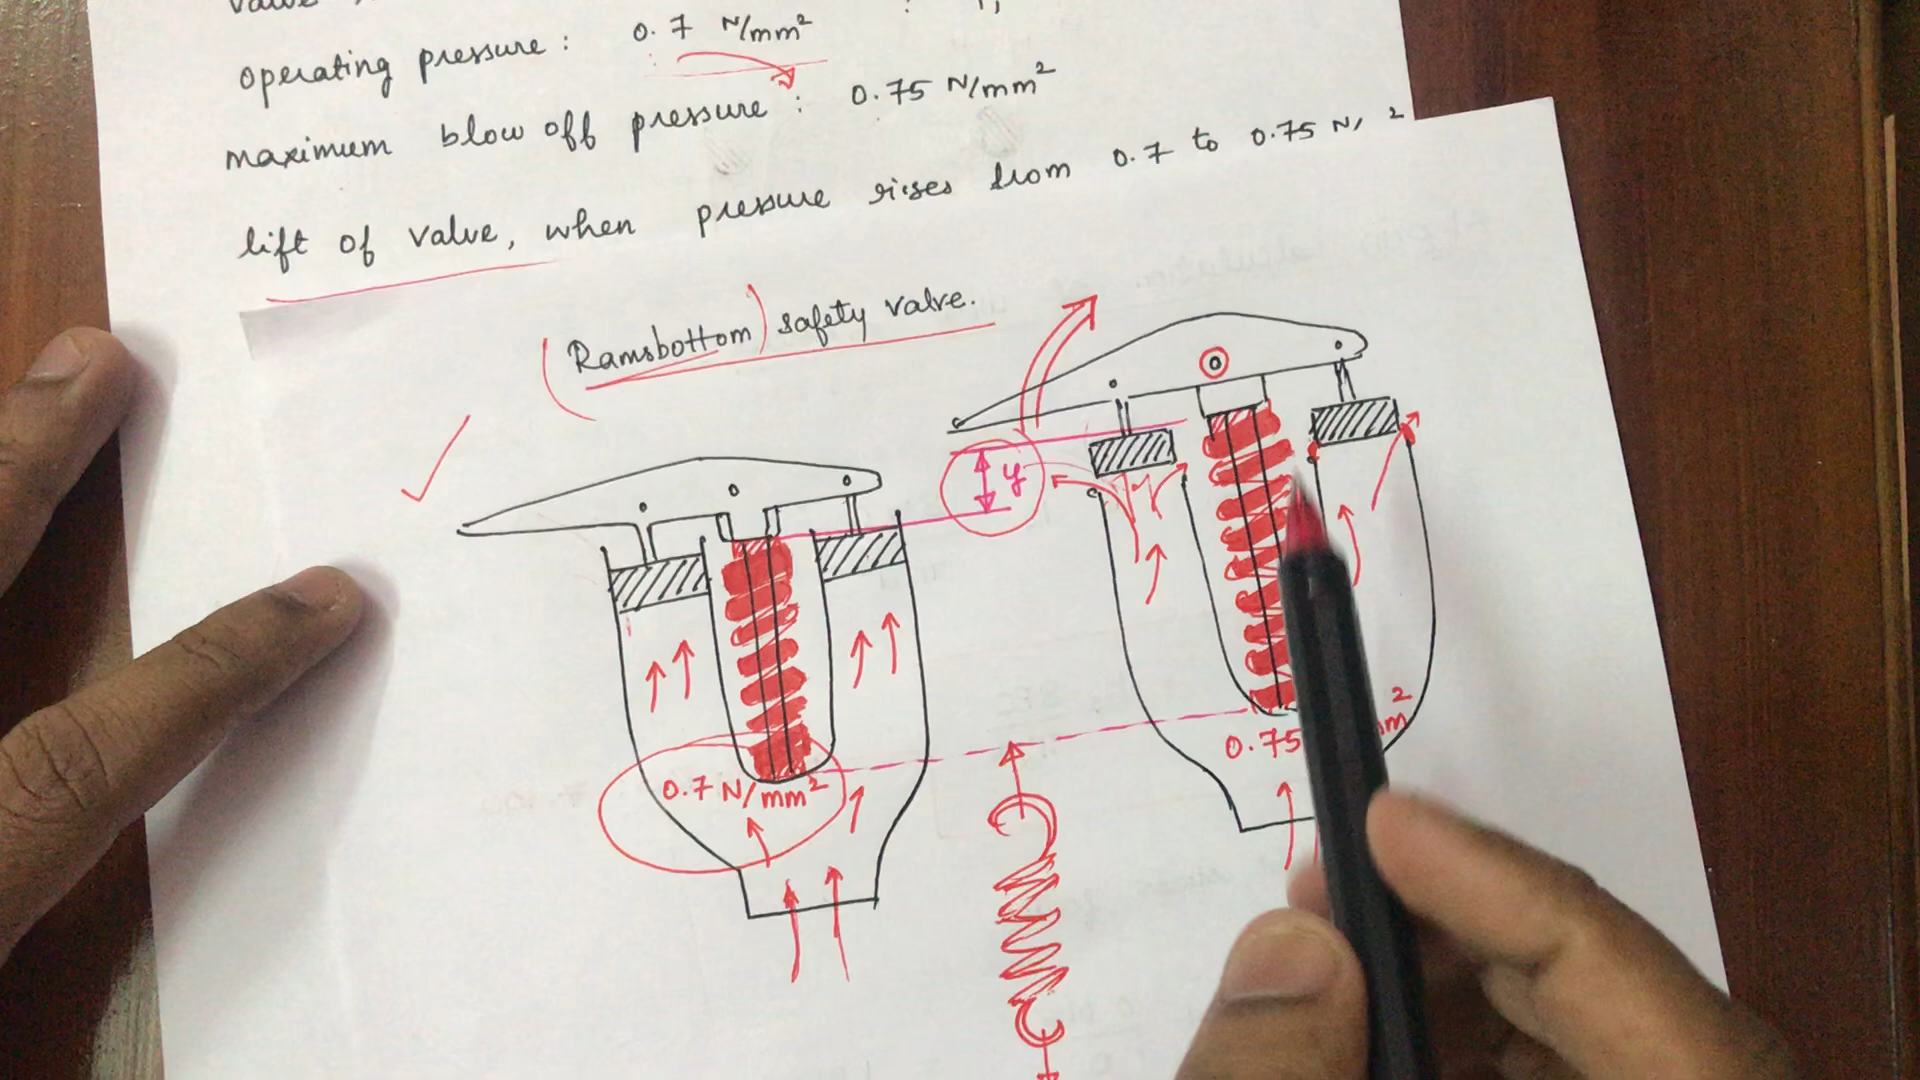 operating pressure : 0.7 N/mm²
maximum blow off pressure : 0.75 N/mm²
lift of valve, when pressure rises from 0.7 to 0.75 N/ 2
(Ramsbottom) safety valve.
y
0.7 N/mm²
0.75